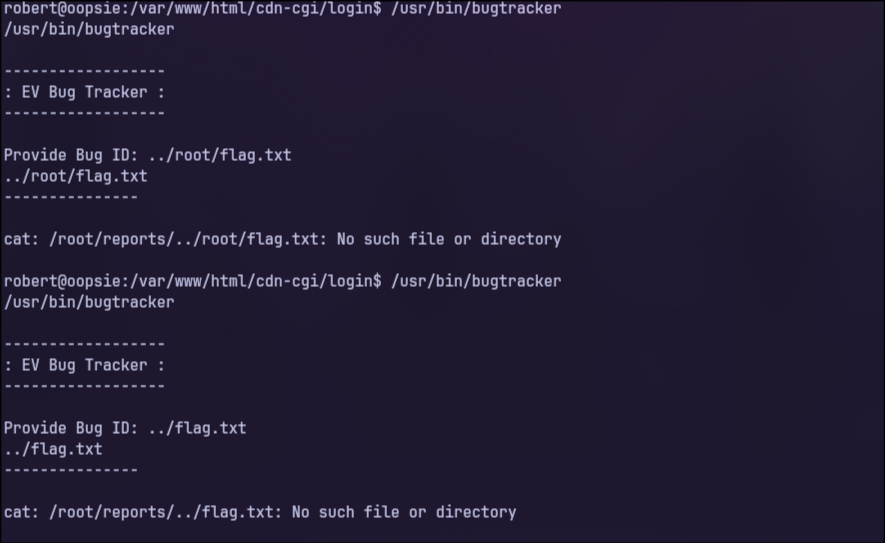 robert@oopsie:/var/www/html/cdn-cgi/login$ /usr/bin/bugtracker
/usr/bin/bugtracker
------------------
: EV Bug Tracker :
------------------
Provide Bug ID: ../root/flag.txt
../root/flag.txt
---------------
cat: /root/reports/../root/flag.txt: No such file or directory
robert@oopsie:/var/www/html/cdn-cgi/login$ /usr/bin/bugtracker
/usr/bin/bugtracker
------------------
: EV Bug Tracker :
------------------
Provide Bug ID: ../flag.txt
../flag.txt
---------------
cat: /root/reports/../flag.txt: No such file or directory